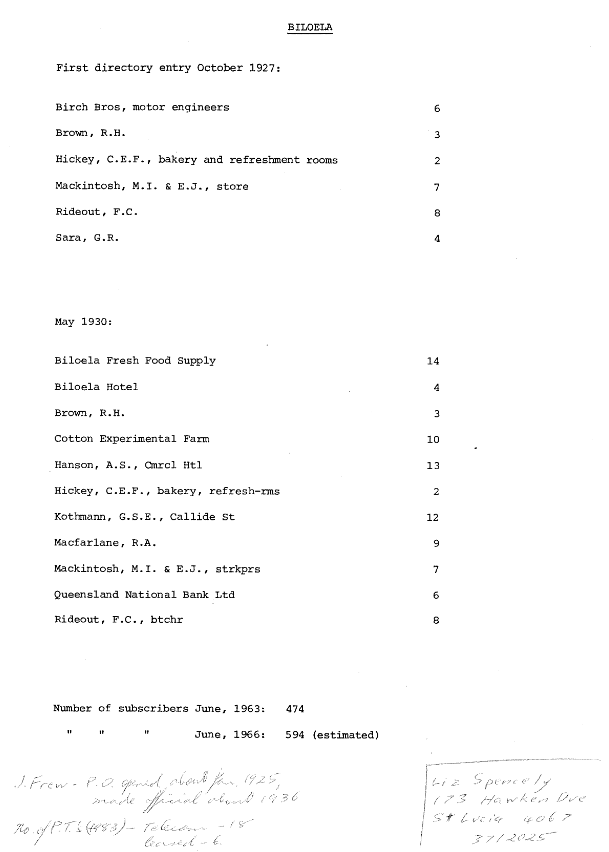 BILOELA
First directory entry October 1927:
Birch Bros, motor engineers 6
Brown, R.H. 3
Hickey, C.E.F., bakery and refreshment rooms 2
Mackintosh, M.I. & E.J., store 7
Rideout, F.C. 8
Sara, G.R. 4
May 1930:
Biloela Fresh Food Supply 14
Biloela Hotel 4
Brown, R.H. 3
Cotton Experimental Farm 10
Hanson, A.S., Cmrcl Htl 13
Hickey, C.E.F., bakery, refresh-rms 2
Kothmann, G.S.E., Callide St 12
Macfarlane, R.A. 9
Mackintosh, M.I. & E.J., strkprs 7
Queensland National Bank Ltd 6
Rideout, F.C., btchr 8
Number of subscribers June, 1963: 474
" " " June, 1966: 594 (estimated)
J. Frew - P.O. opened about Jan 1925,
made official about 1936
No. of P.T.'s (1983) - Telecom - 18
leased - 6.
Liz Spencely
173 Hawken Dve
St Lucia 4067
3712025